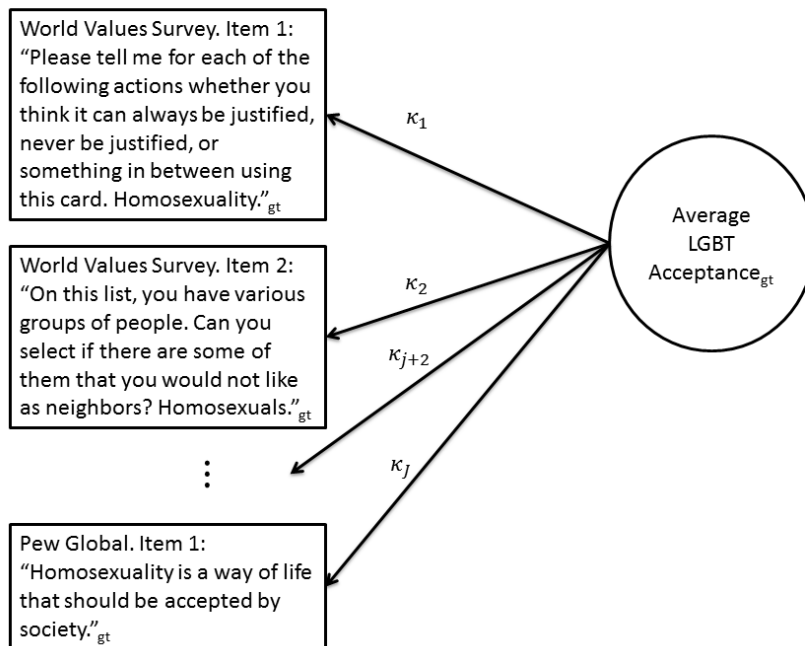 World Values Survey. Item 1:
“Please tell me for each of the
following actions whether you
think it can always be justified,
never be justified, or
something in between using
this card. Homosexuality.”gt
κ1
Average
LGBT
Acceptancegt
World Values Survey. Item 2:
“On this list, you have various
groups of people. Can you
select if there are some of
them that you would not like
as neighbors? Homosexuals.”gt
κ2
κj+2
κJ
Pew Global. Item 1:
“Homosexuality is a way of life
that should be accepted by
society.”gt